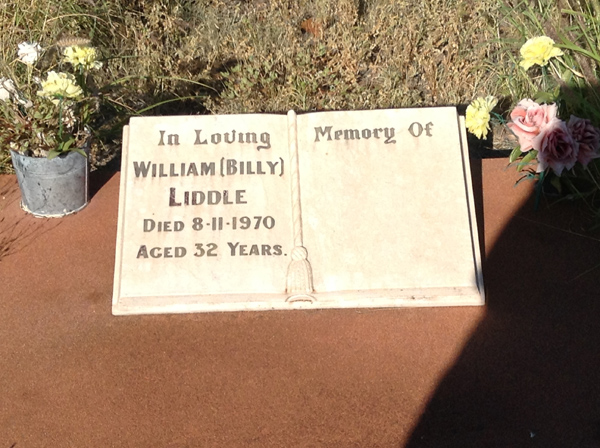 In Loving Memory Of
WILLIAM (BILLY)
LIDDLE
DIED 8-11-1970
AGED 32 YEARS.